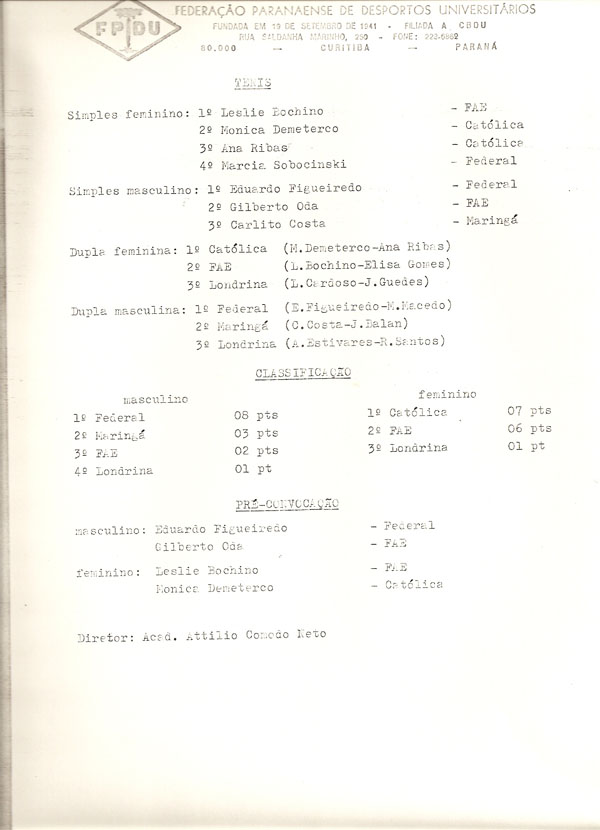 FPDU
FEDERAÇÃO PARANAENSE DE DESPORTOS UNIVERSITÁRIOS
FUNDADA EM 19 DE SETEMBRO DE 1941 - FILIADA A CBDU
RUA SALDANHA MARINHO, 250 - FONE: 223-6862
80.000 — CURITIBA — PARANÁ
TENIS
Simples feminino: 1º Leslie Bochino - FAE
2º Monica Demeterco - Católica
3º Ana Ribas - Católica
4º Marcia Sobocinski - Federal
Simples masculino: 1º Eduardo Figueiredo - Federal
2º Gilberto Oda - FAE
3º Carlito Costa - Maringá
Dupla feminina: 1º Católica (M.Demeterco-Ana Ribas)
2º FAE (L.Bochino-Elisa Gomes)
3º Londrina (L.Cardoso-J.Guedes)
Dupla masculina: 1º Federal (E.Figueiredo-M.Macedo)
2º Maringá (C.Costa-J.Balan)
3º Londrina (A.Estivares-R.Santos)
CLASSIFICAÇÃO
masculino feminino
1º Federal 08 pts 1º Católica 07 pts
2º Maringá 03 pts 2º FAE 06 pts
3º FAE 02 pts 3º Londrina 01 pt
4º Londrina 01 pt
PRÉ-CONVOCAÇÃO
masculino: Eduardo Figueiredo - Federal
Gilberto Oda - FAE
feminino: Leslie Bochino - FAE
Monica Demeterco - Católica
Diretor: Acad. Attilio Comedo Neto